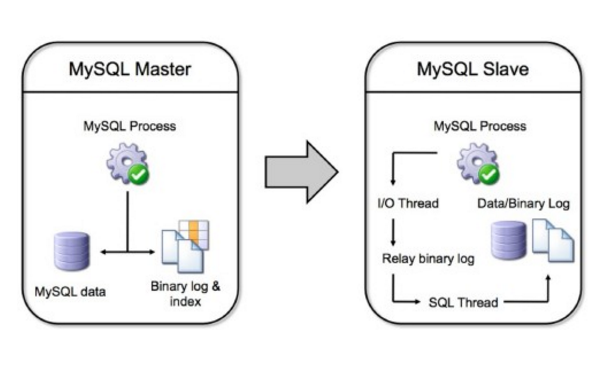 MySQL Master
MySQL Process
MySQL data
Binary log &
index
MySQL Slave
MySQL Process
I/O Thread
Data/Binary Log
Relay binary log
SQL Thread